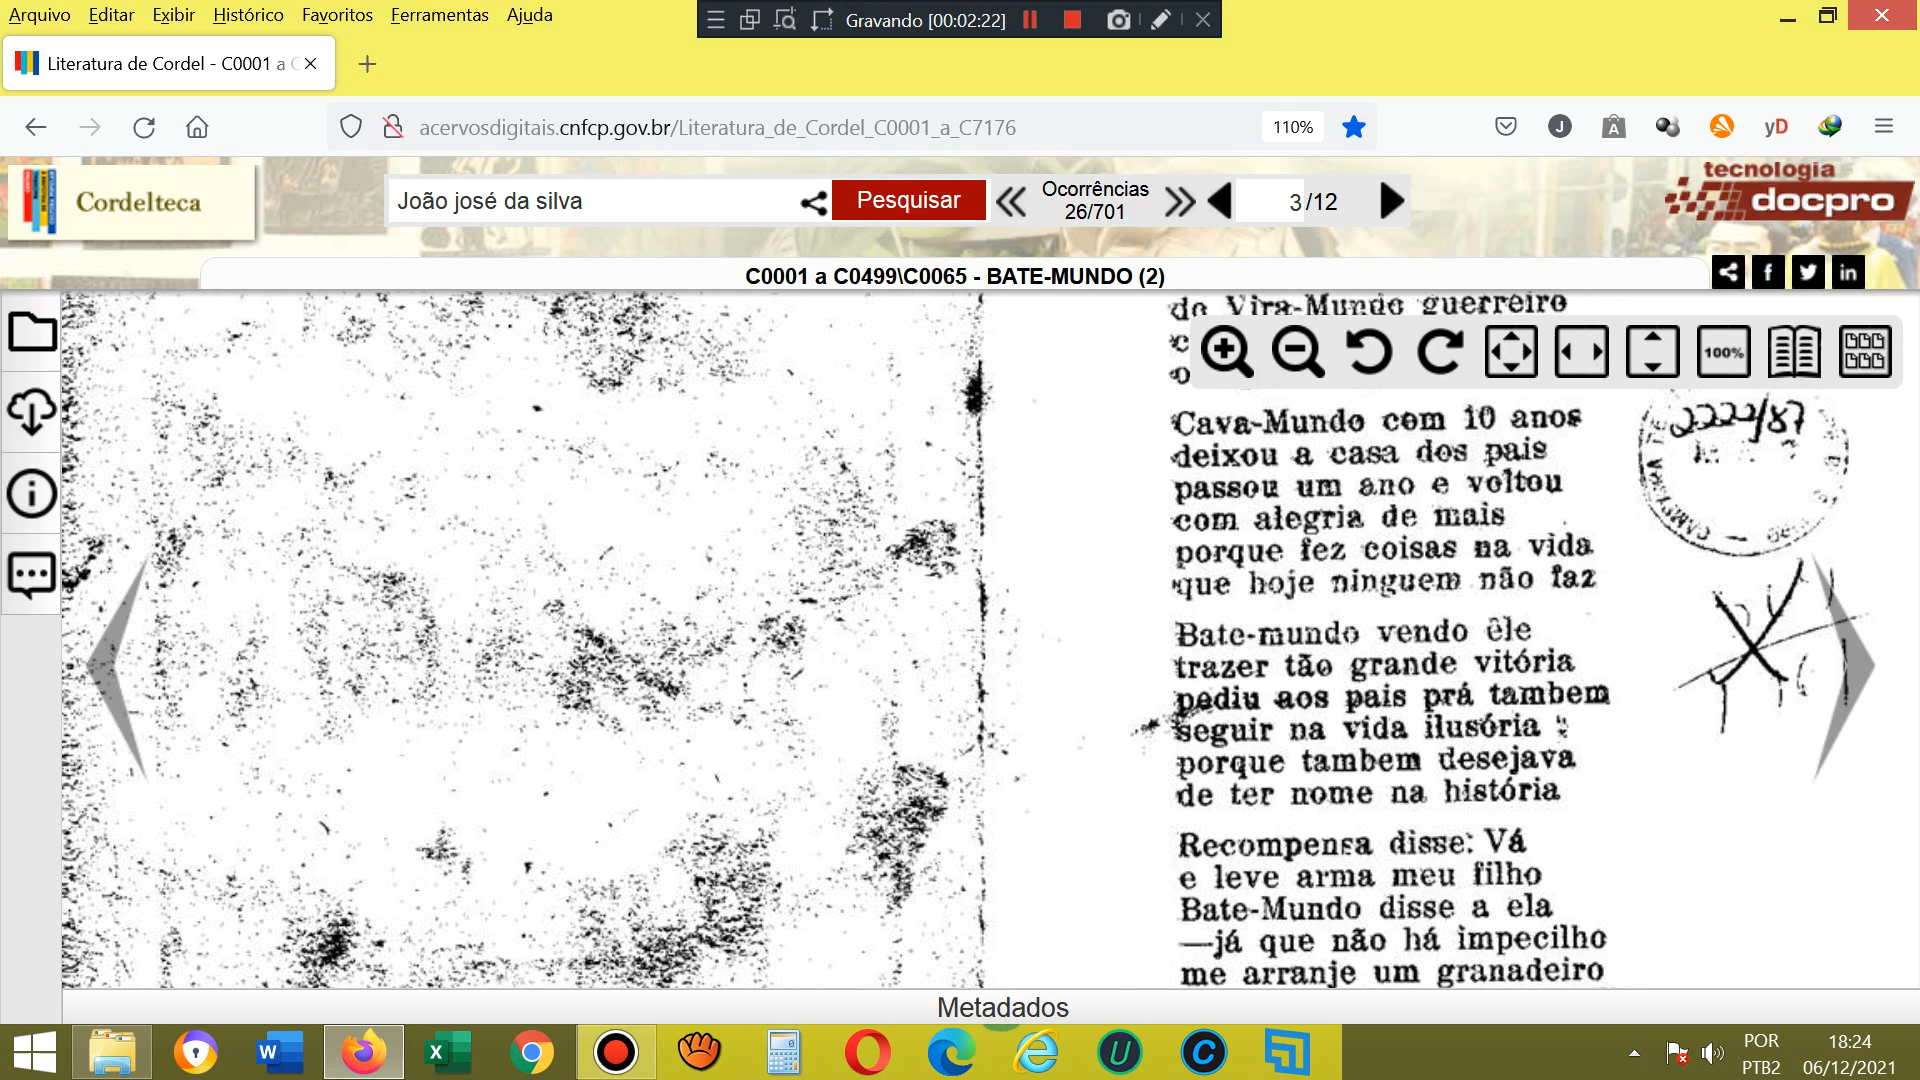 Arquivo Editar Exibir Histórico Favoritos Ferramentas Ajuda
Gravando [00:02:22]
Literatura de Cordel - C0001 a C
acervosdigitais.cnfcp.gov.br/Literatura_de_Cordel_C0001_a_C7176
110%
J
A
yD
Cordelteca
João josé da silva
Pesquisar
Ocorrências
26/701
3 /12
tecnologia
docpro
C0001 a C0499\C0065 - BATE-MUNDO (2)
f
in
do Vira-Mundo guerreiro
c
o
100%
Cava-Mundo com 10 anos
deixou a casa dos pais
passou um ano e voltou
com alegria de mais
porque fez coisas na vida
que hoje ninguem não faz
2222/87
Bate-mundo vendo êle
trazer tão grande vitória
pediu aos pais prá tambem
seguir na vida ilusória
porque tambem desejava
de ter nome na história
Recompensa disse: Vá
e leve arma meu filho
Bate-Mundo disse a ela
—já que não há impecilho
me arranje um granadeiro
Metadados
POR
PTB2
18:24
06/12/2021